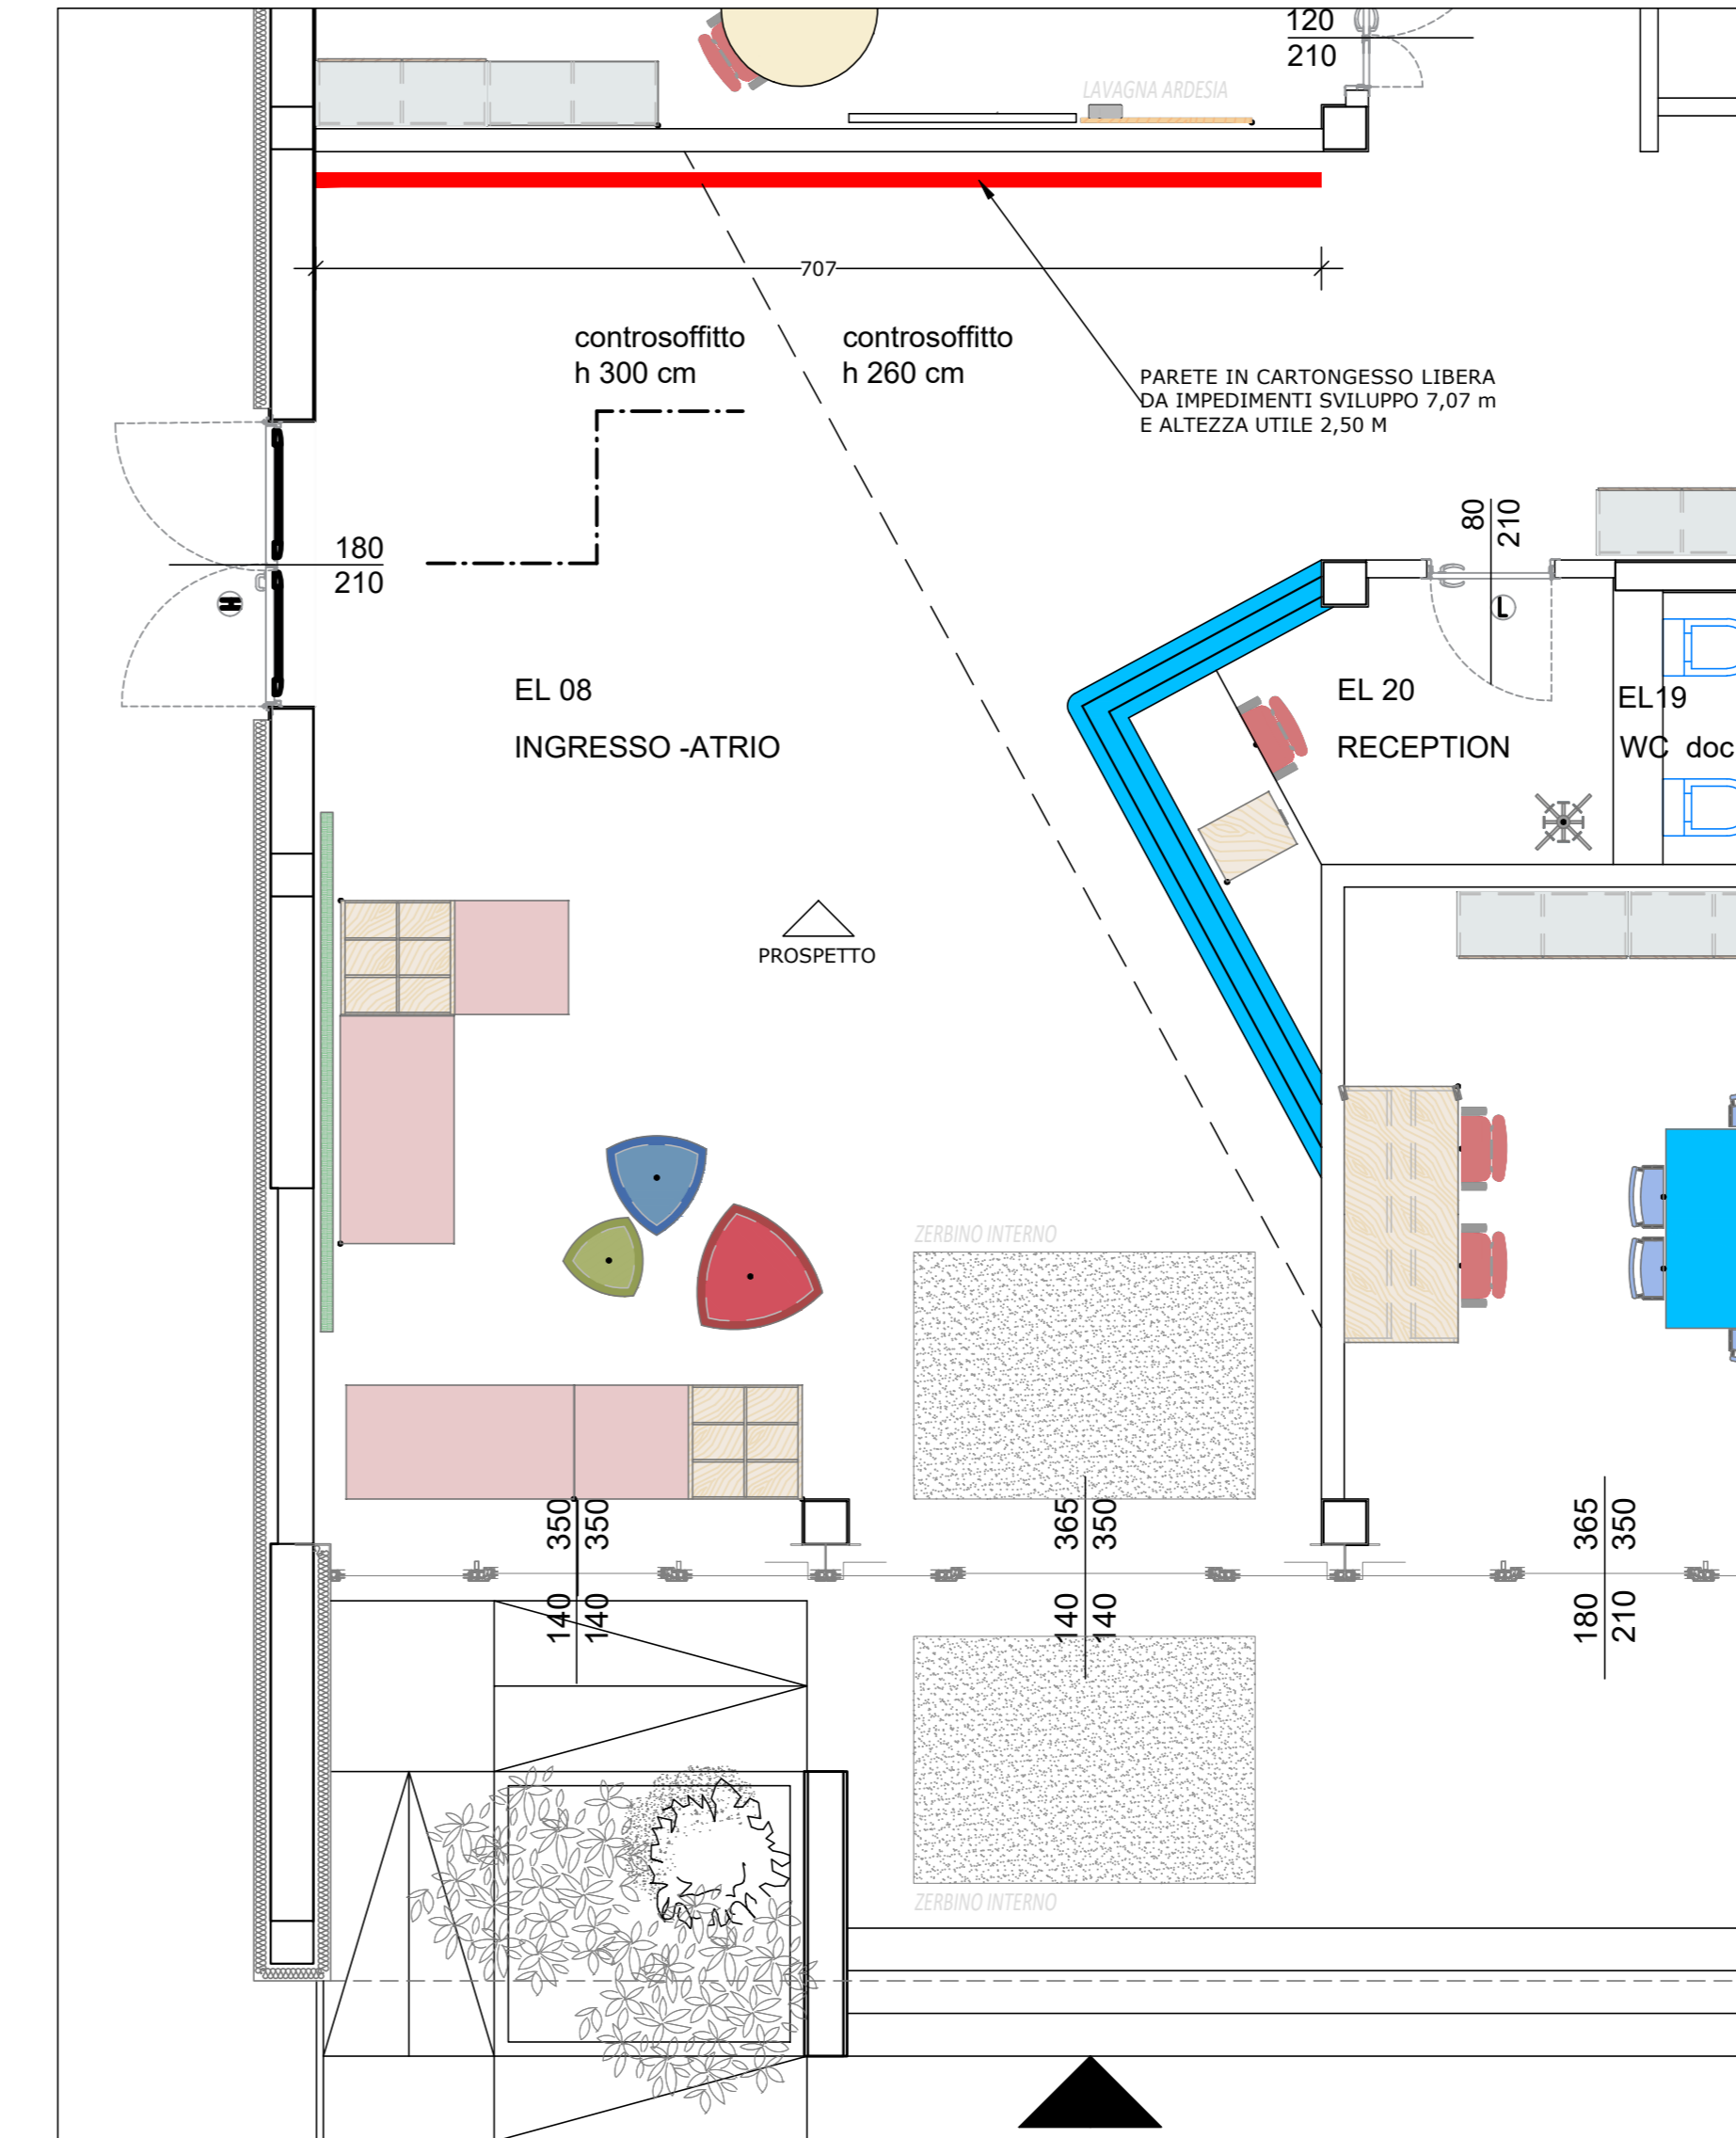 120
210
LAVAGNA ARDESIA
707
controsoffitto
h 300 cm
controsoffitto
h 260 cm
PARETE IN CARTONGESSO LIBERA
DA IMPEDIMENTI SVILUPPO 7,07 m
E ALTEZZA UTILE 2,50 M
80
210
180
210
H
L
EL 08
INGRESSO -ATRIO
EL 20
RECEPTION
EL19
WC doc
PROSPETTO
ZERBINO INTERNO
350
350
140
140
365
350
140
140
365
350
180
210
ZERBINO INTERNO